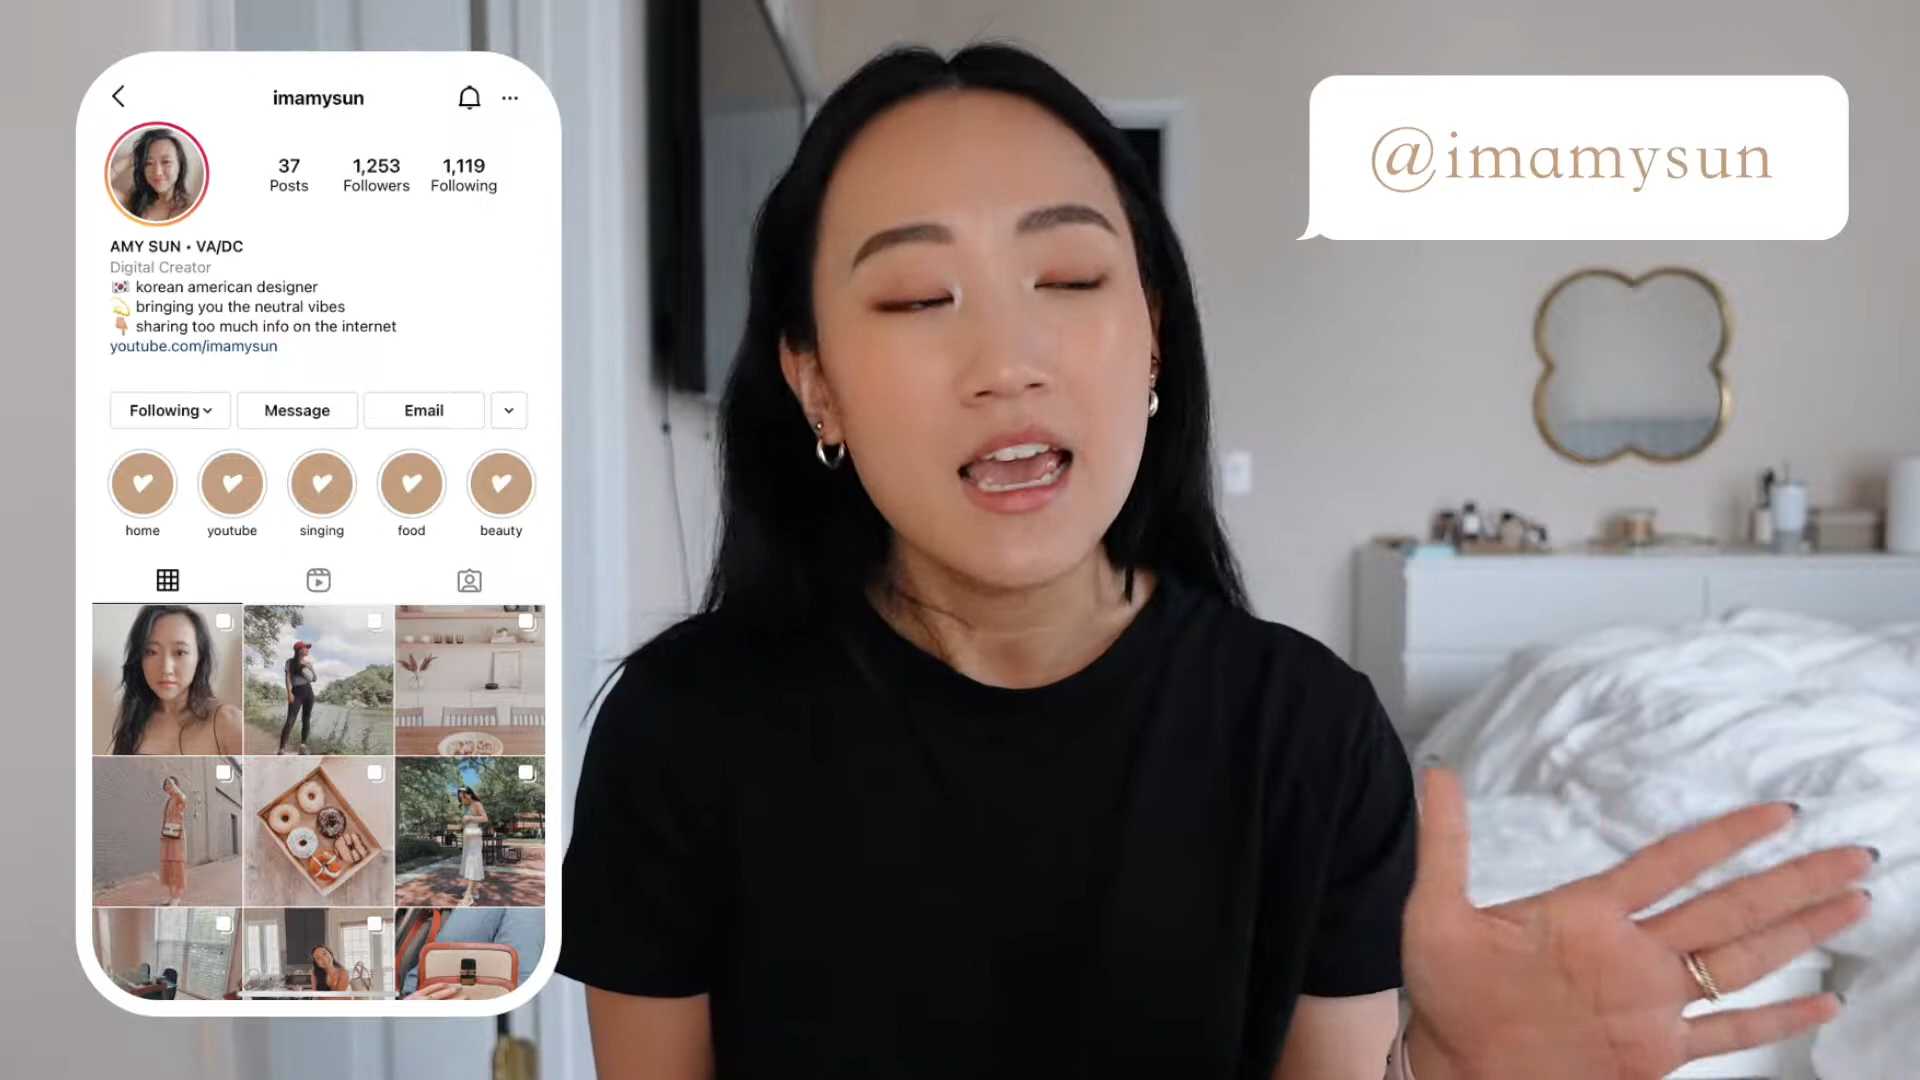 imamysun
37 1,253 1,119
Posts Followers Following
AMY SUN • VA/DC
Digital Creator
🇰🇷 korean american designer
💫 bringing you the neutral vibes
👇🏼 sharing too much info on the internet
youtube.com/imamysun
Following Message Email
home youtube singing food beauty
@imamysun